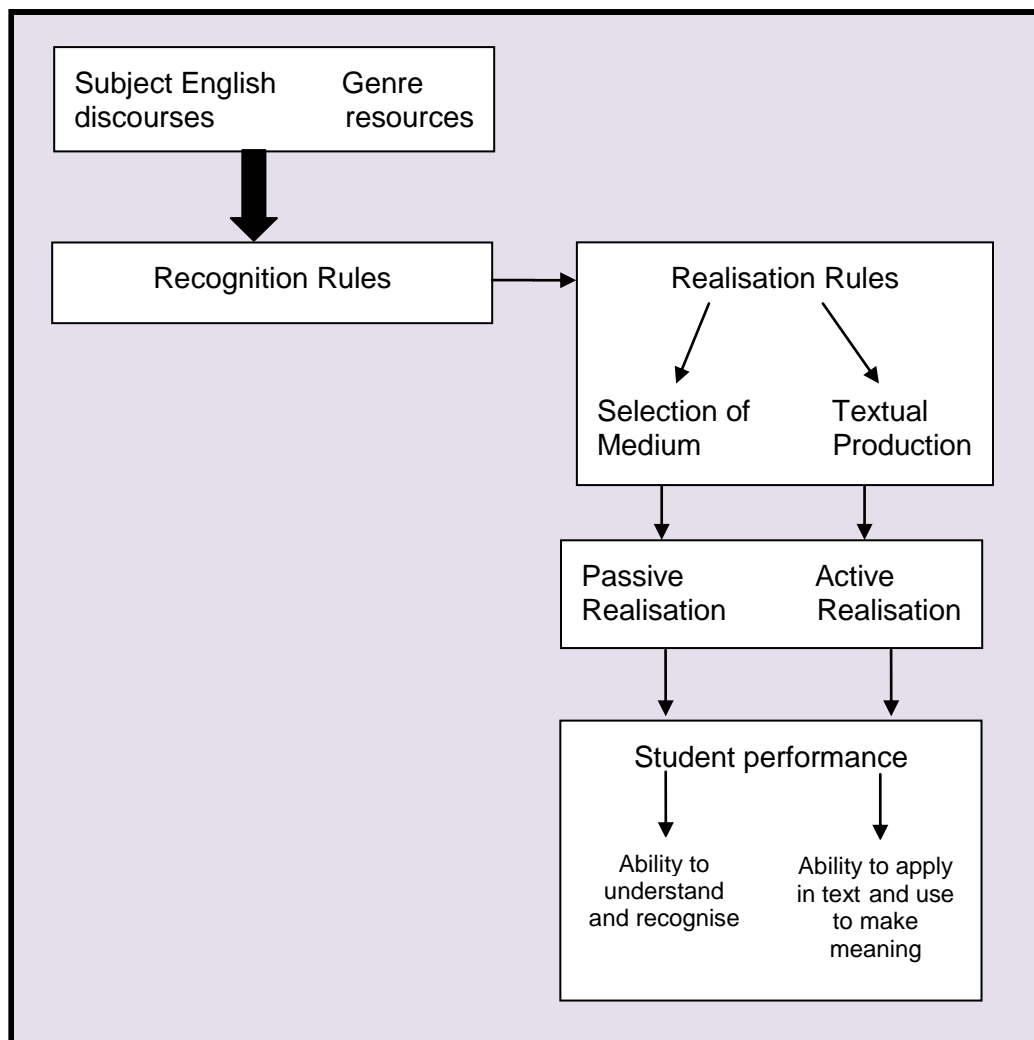 Subject English Genre
discourses resources
Recognition Rules
Realisation Rules
Selection of
Medium
Textual
Production
Passive
Realisation
Active
Realisation
Student performance
Ability to
understand
and recognise
Ability to apply
in text and use
to make
meaning